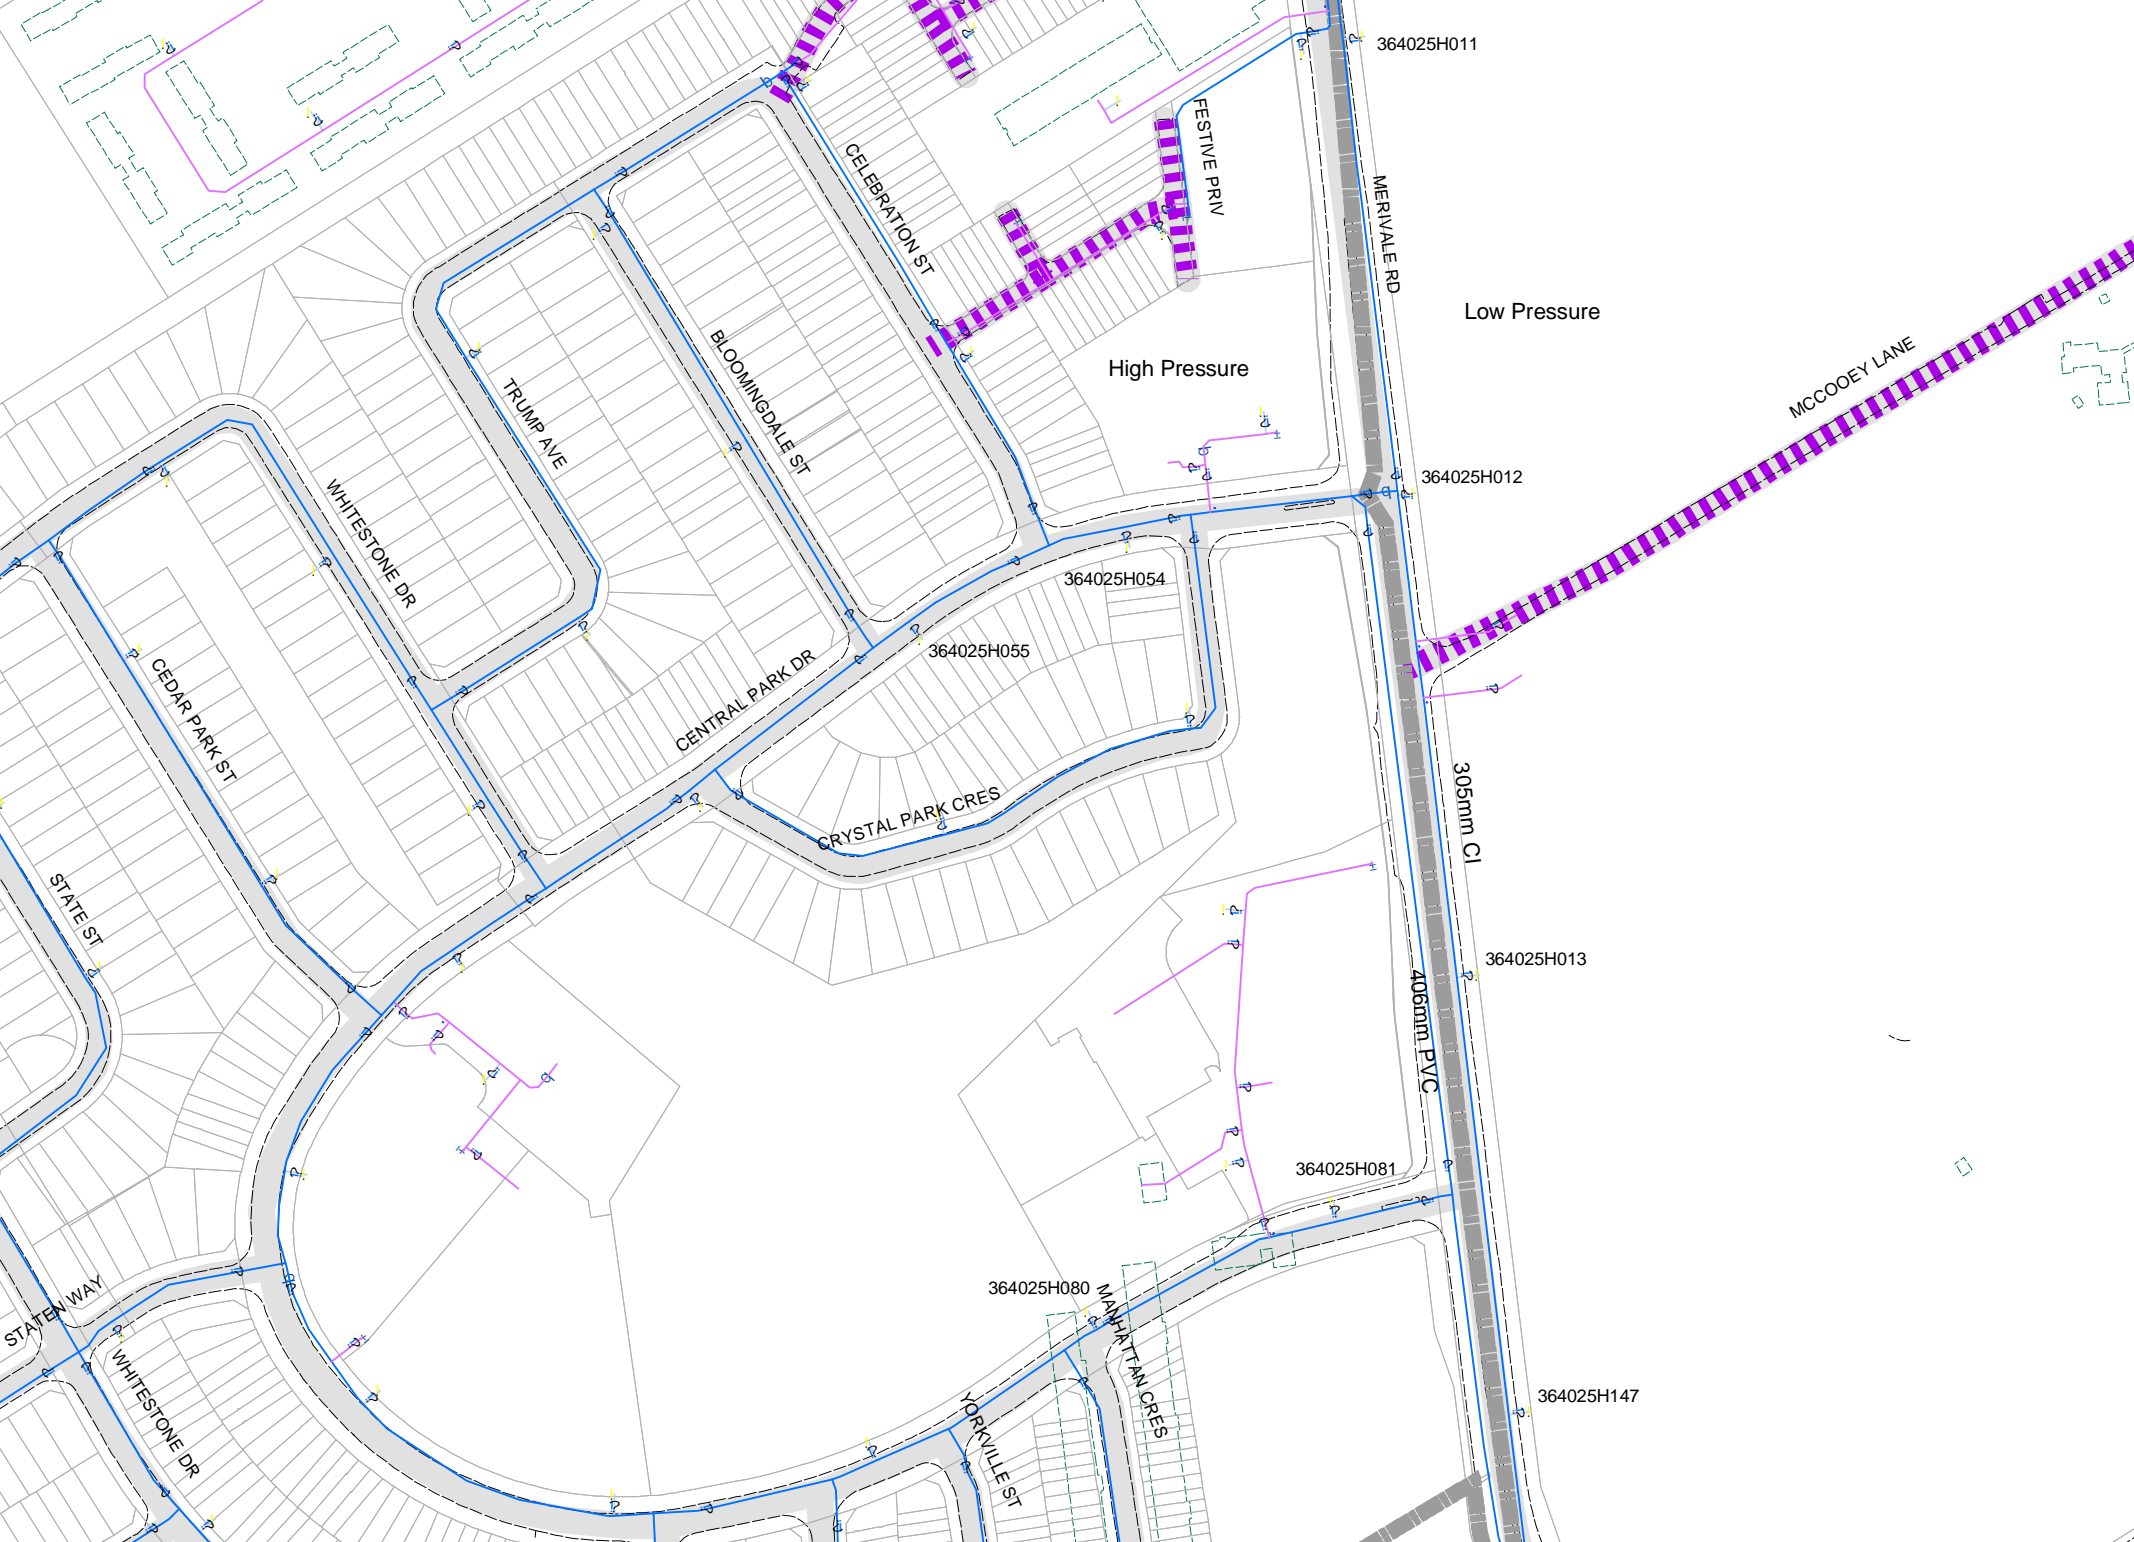 364025H011
FESTIVE PRIV
CELEBRATION ST
MERIVALE RD
Low Pressure
High Pressure
MCCOOEY LANE
BLOOMINGDALE ST
TRUMP AVE
WHITESTONE DR
364025H012
364025H054
364025H055
CENTRAL PARK DR
CEDAR PARK ST
305mm CI
CRYSTAL PARK CRES
STATE ST
364025H013
406mm PVC
364025H081
364025H080
MANHATTAN CRES
STATEN WAY
WHITESTONE DR
YORKVILLE ST
364025H147